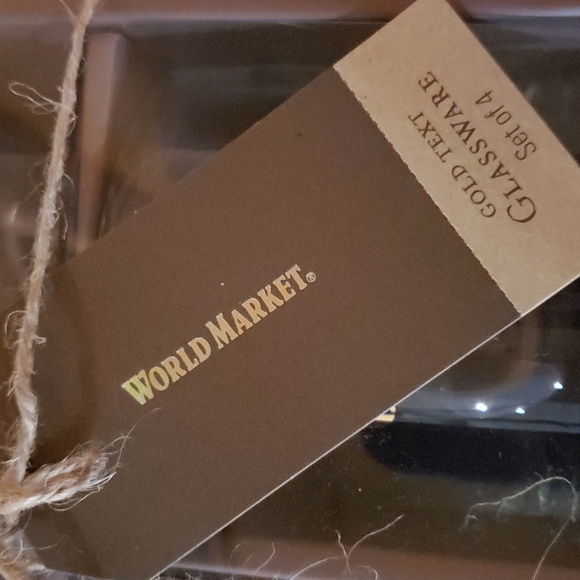 GOLD TEXT
GLASSWARE
Set of 4
WORLD MARKET®